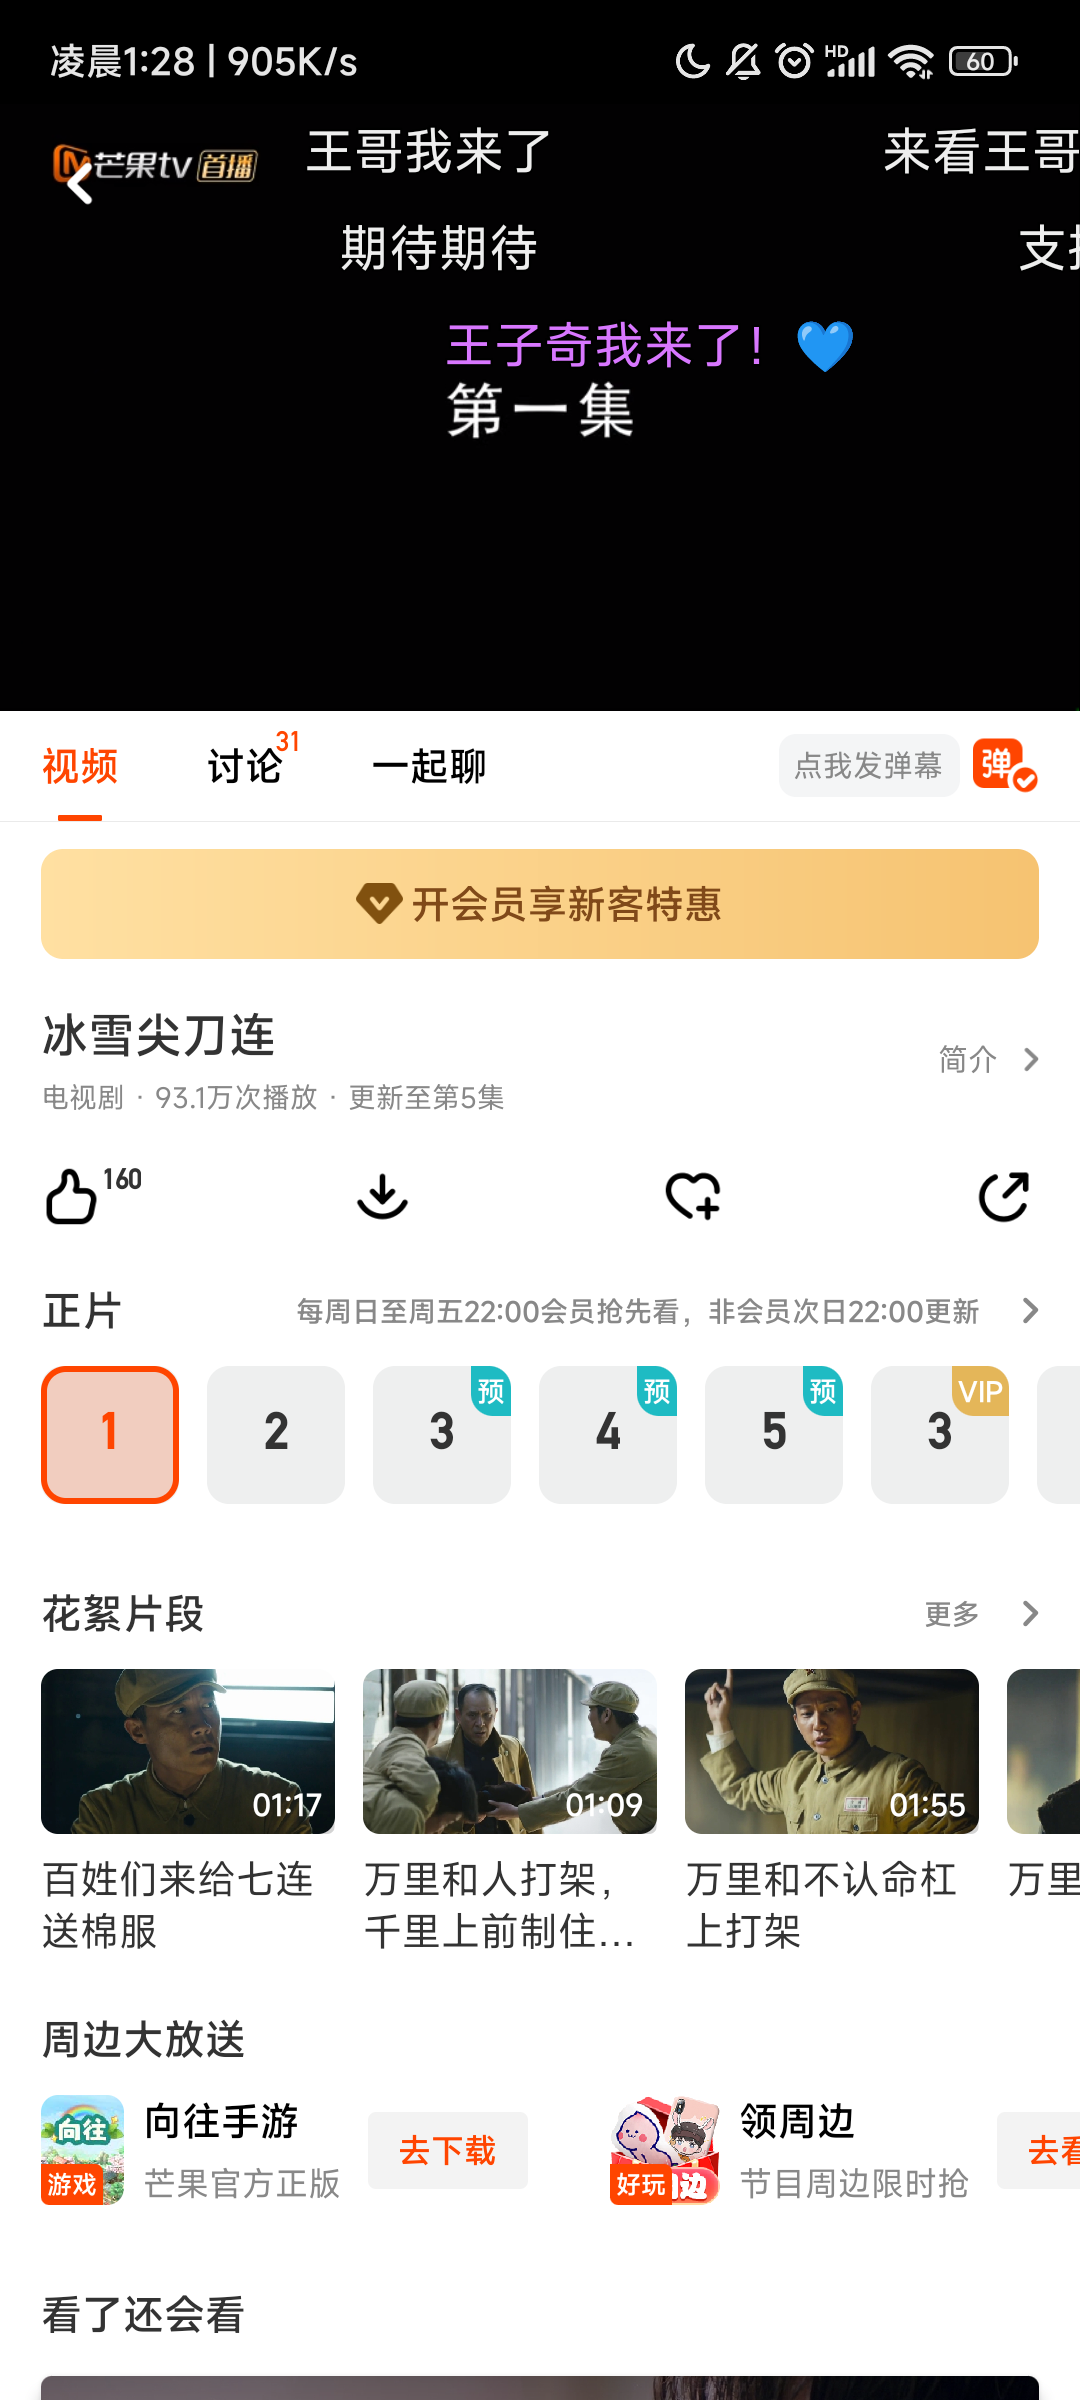 凌晨1:28 | 905K/s
HD
60
芒果tv 首播
王哥我来了
来看王哥
期待期待
王子奇我来了！💙
第一集
视频
讨论
31
一起聊
点我发弹幕
弹
开会员享新客特惠
冰雪尖刀连
简介
电视剧 · 93.1万次播放 · 更新至第5集
160
正片
每周日至周五22:00会员抢先看，非会员次日22:00更新
1
2
3
预
4
预
5
预
3
VIP
花絮片段
更多
01:17
01:09
01:55
百姓们来给七连
送棉服
万里和人打架，
千里上前制住...
万里和不认命杠
上打架
万里
周边大放送
向往
游戏
向往手游
芒果官方正版
去下载
好玩
边
领周边
节目周边限时抢
去看
看了还会看